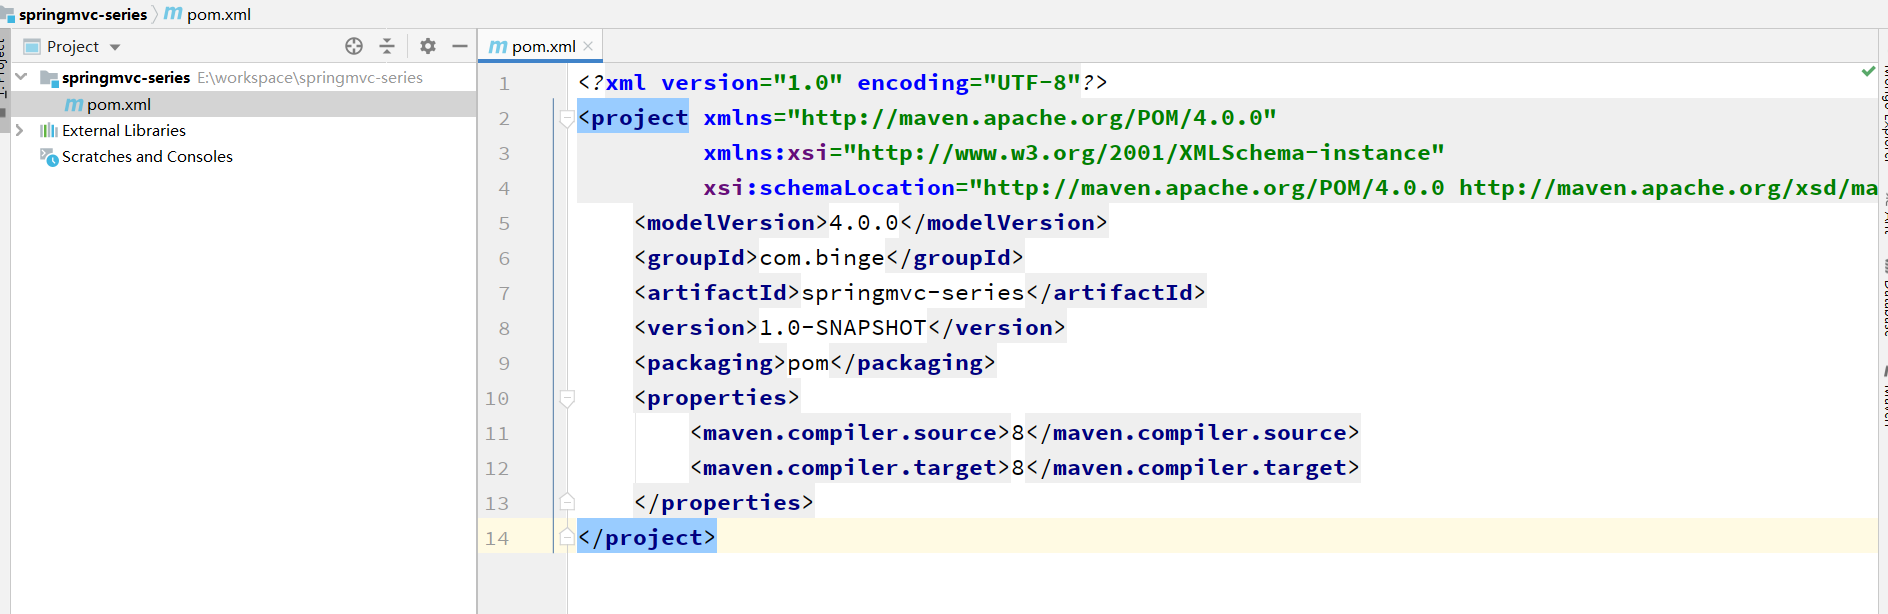 springmvc-series pom.xml
Project
springmvc-series E:\workspace\springmvc-series
pom.xml
External Libraries
Scratches and Consoles
pom.xml
1 <?xml version="1.0" encoding="UTF-8"?>
2 <project xmlns="http://maven.apache.org/POM/4.0.0"
3 xmlns:xsi="http://www.w3.org/2001/XMLSchema-instance"
4 xsi:schemaLocation="http://maven.apache.org/POM/4.0.0 http://maven.apache.org/xsd/ma
5 <modelVersion>4.0.0</modelVersion>
6 <groupId>com.binge</groupId>
7 <artifactId>springmvc-series</artifactId>
8 <version>1.0-SNAPSHOT</version>
9 <packaging>pom</packaging>
10 <properties>
11 <maven.compiler.source>8</maven.compiler.source>
12 <maven.compiler.target>8</maven.compiler.target>
13 </properties>
14 </project>